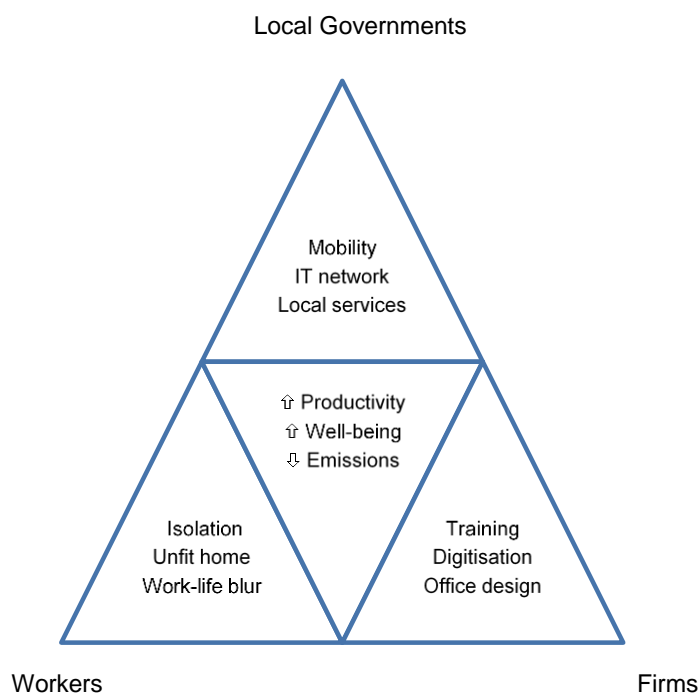 Local Governments
Mobility
IT network
Local services
⇧ Productivity
⇧ Well-being
⇩ Emissions
Isolation
Unfit home
Work-life blur
Training
Digitisation
Office design
Workers
Firms